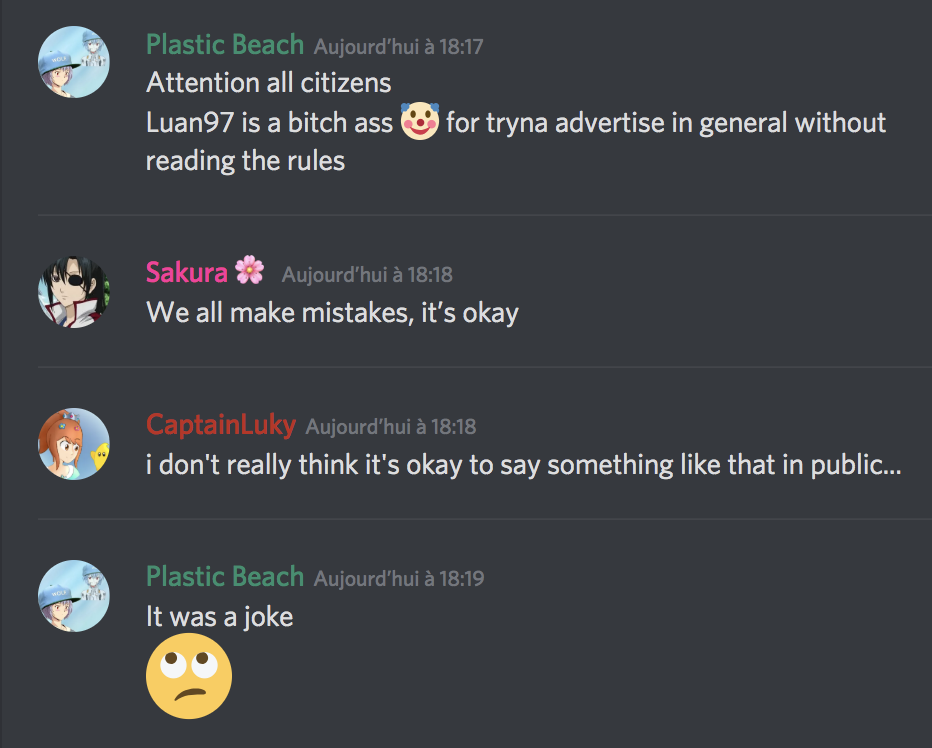 Plastic Beach Aujourd’hui à 18:17
Attention all citizens
Luan97 is a bitch ass 🤡 for tryna advertise in general without
reading the rules
Sakura 🌸 Aujourd’hui à 18:18
We all make mistakes, it’s okay
CaptainLuky Aujourd’hui à 18:18
i don't really think it's okay to say something like that in public...
Plastic Beach Aujourd’hui à 18:19
It was a joke
🙄